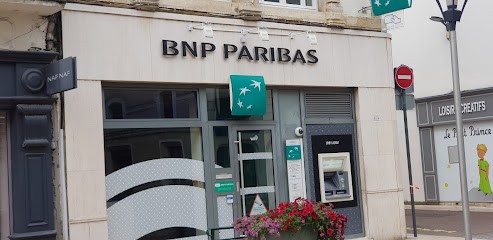 BNP PARIBAS
NAF NAF
LOISIRS CRÉATIFS
Le Petit Prince